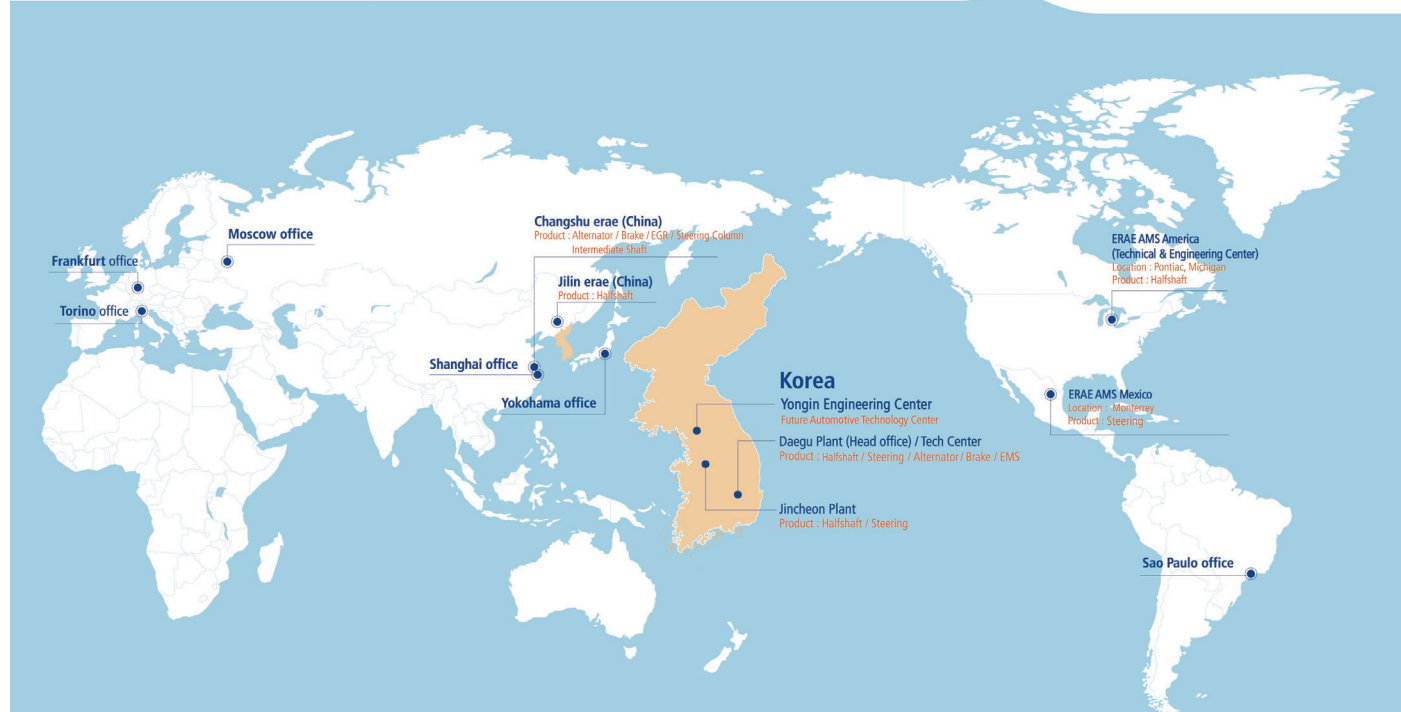 Moscow office
Frankfurt office
Torino office
Changshu erae (China)
Product : Alternator / Brake / EGR / Steering Column
Intermediate Shaft
Jilin erae (China)
Product : Halfshaft
Shanghai office
Yokohama office
Korea
Yongin Engineering Center
Future Automotive Technology Center
Daegu Plant (Head office) / Tech Center
Product : Halfshaft / Steering / Alternator / Brake / EMS
Jincheon Plant
Product : Halfshaft / Steering
ERAE AMS America
(Technical & Engineering Center)
Location : Pontiac, Michigan
Product : Halfshaft
ERAE AMS Mexico
Location : Monterrey
Product : Steering
Sao Paulo office